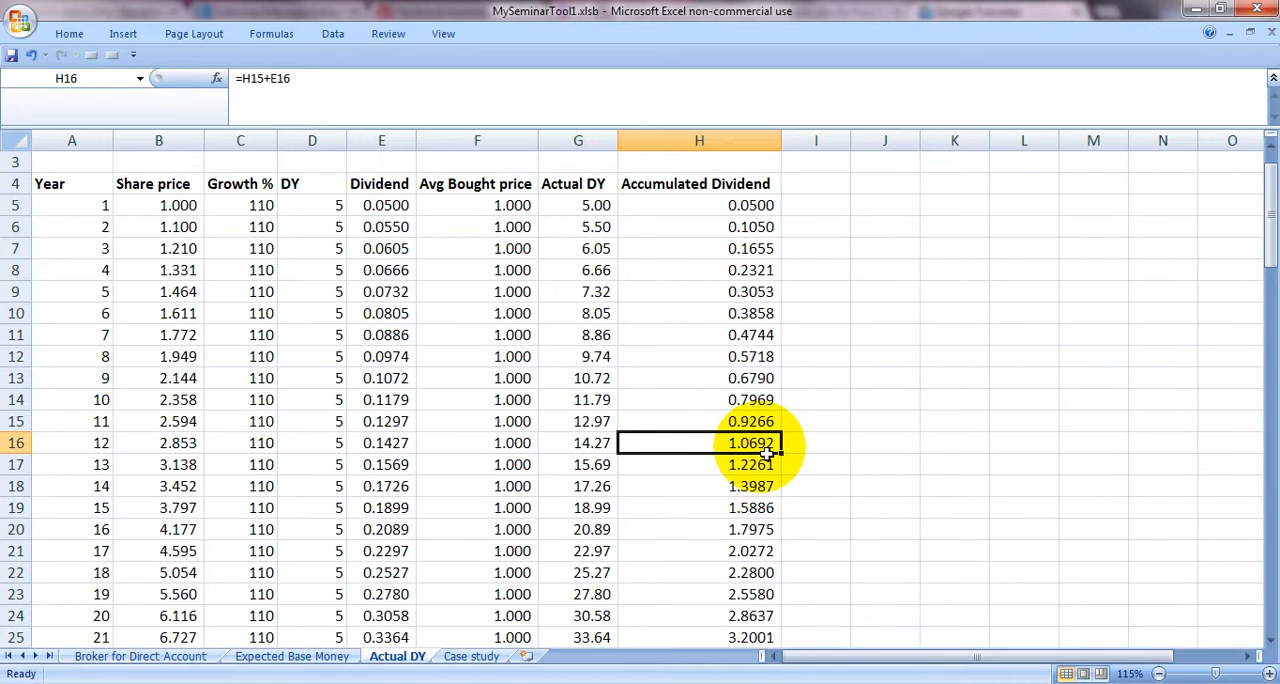 MySeminarTool1.xlsb - Microsoft Excel non-commercial use
Home Insert Page Layout Formulas Data Review View
H16 fx =H15+E16
A B C D E F G H I J K L M N O
3
4 Year Share price Growth % DY Dividend Avg Bought price Actual DY Accumulated Dividend
5 1 1.000 110 5 0.0500 1.000 5.00 0.0500
6 2 1.100 110 5 0.0550 1.000 5.50 0.1050
7 3 1.210 110 5 0.0605 1.000 6.05 0.1655
8 4 1.331 110 5 0.0666 1.000 6.66 0.2321
9 5 1.464 110 5 0.0732 1.000 7.32 0.3053
10 6 1.611 110 5 0.0805 1.000 8.05 0.3858
11 7 1.772 110 5 0.0886 1.000 8.86 0.4744
12 8 1.949 110 5 0.0974 1.000 9.74 0.5718
13 9 2.144 110 5 0.1072 1.000 10.72 0.6790
14 10 2.358 110 5 0.1179 1.000 11.79 0.7969
15 11 2.594 110 5 0.1297 1.000 12.97 0.9266
16 12 2.853 110 5 0.1427 1.000 14.27 1.0692
17 13 3.138 110 5 0.1569 1.000 15.69 1.2261
18 14 3.452 110 5 0.1726 1.000 17.26 1.3987
19 15 3.797 110 5 0.1899 1.000 18.99 1.5886
20 16 4.177 110 5 0.2089 1.000 20.89 1.7975
21 17 4.595 110 5 0.2297 1.000 22.97 2.0272
22 18 5.054 110 5 0.2527 1.000 25.27 2.2800
23 19 5.560 110 5 0.2780 1.000 27.80 2.5580
24 20 6.116 110 5 0.3058 1.000 30.58 2.8637
25 21 6.727 110 5 0.3364 1.000 33.64 3.2001
Broker for Direct Account Expected Base Money Actual DY Case study
Ready 115%